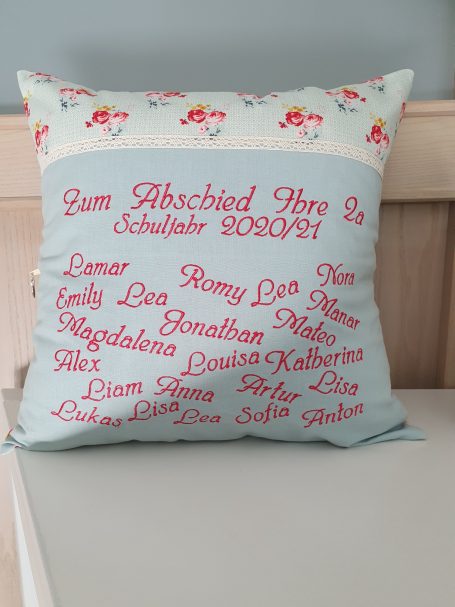 Zum Abschied Ihre 2a
Schuljahr 2020/21
Lamar Romy Lea Nora
Emily Lea Manar
Magdalena Jonathan Mateo
Alex Louisa Katherina
Liam Anna Artur Lisa
Lukas Lisa Lea Sofia Anton